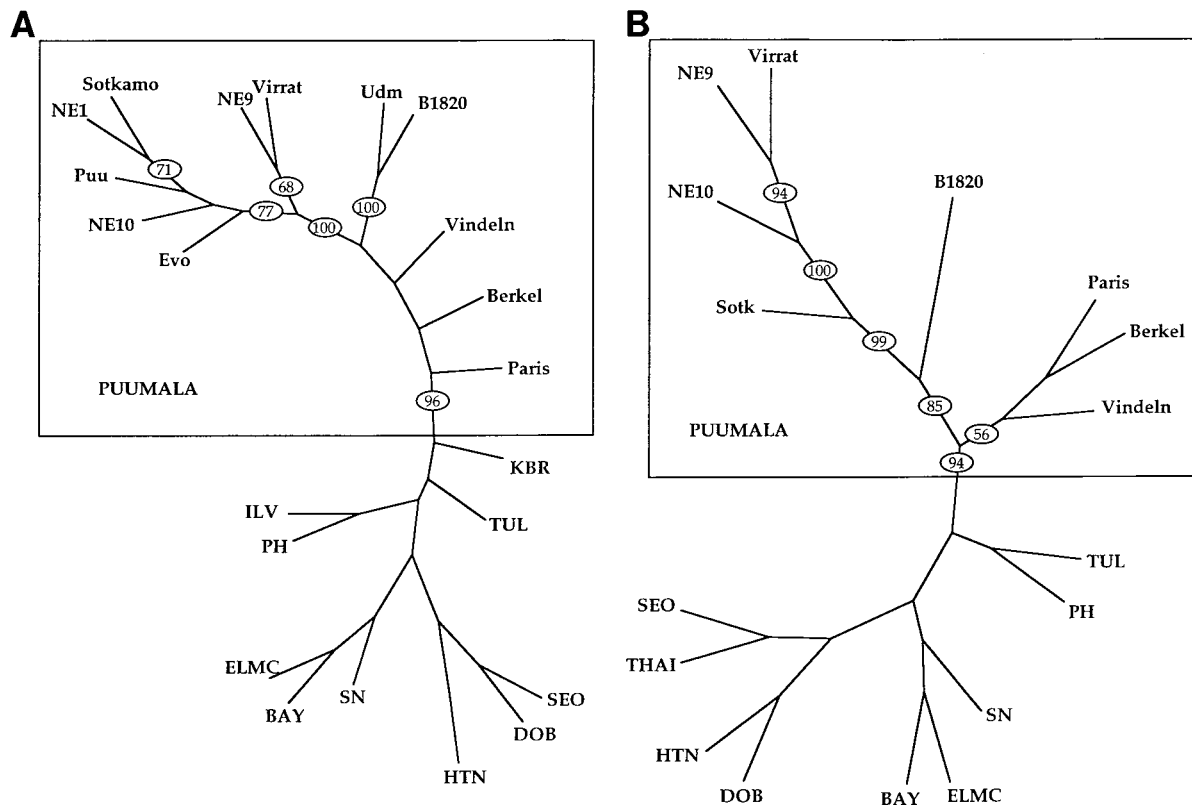 A
Sotkamo
NE1
Puu
NE10
Evo
NE9
Virrat
Udm
B1820
Vindeln
Berkel
Paris
71
77
68
100
100
96
PUUMALA
KBR
TUL
ILV
PH
ELMC
BAY
SN
SEO
DOB
HTN
B
NE9
Virrat
NE10
94
100
Sotk
99
B1820
85
56
94
Paris
Berkel
Vindeln
PUUMALA
TUL
PH
SEO
THAI
HTN
DOB
SN
BAY
ELMC